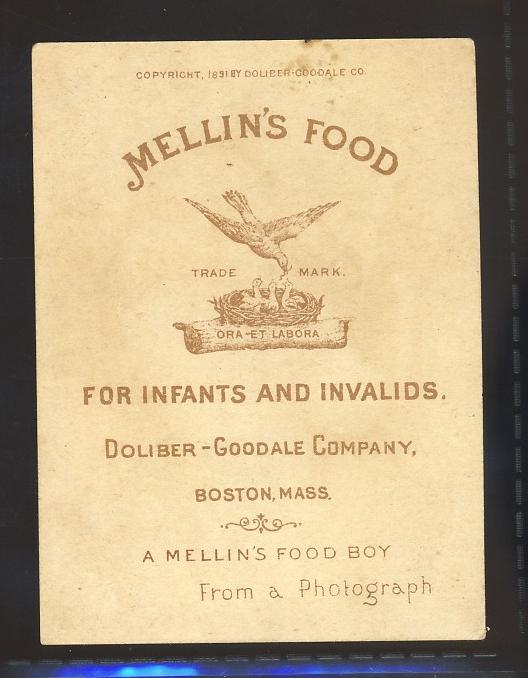 COPYRIGHT, 1891 BY DOLIBER-GOODALE CO.
MELLIN'S FOOD
TRADE MARK.
ORA ET LABORA
FOR INFANTS AND INVALIDS.
DOLIBER-GOODALE COMPANY,
BOSTON, MASS.
A MELLIN'S FOOD BOY
From a Photograph